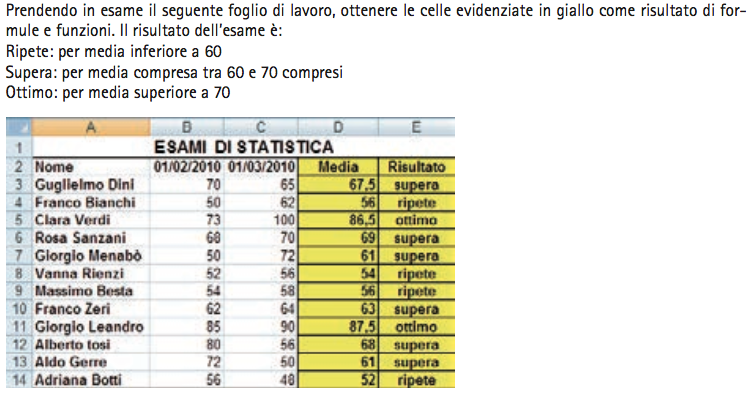 Prendendo in esame il seguente foglio di lavoro, ottenere le celle evidenziate in giallo come risultato di for-
mule e funzioni. Il risultato dell'esame è:
Ripete: per media inferiore a 60
Supera: per media compresa tra 60 e 70 compresi
Ottimo: per media superiore a 70
A B C D E
1 ESAMI DI STATISTICA
2 Nome 01/02/2010 01/03/2010 Media Risultato
3 Guglielmo Dini 70 65 67,5 supera
4 Franco Bianchi 50 62 56 ripete
5 Clara Verdi 73 100 86,5 ottimo
6 Rosa Sanzani 68 70 69 supera
7 Giorgio Menabò 50 72 61 supera
8 Vanna Rienzi 52 56 54 ripete
9 Massimo Besta 54 58 56 ripete
10 Franco Zeri 62 64 63 supera
11 Giorgio Leandro 85 90 87,5 ottimo
12 Alberto tosi 80 56 68 supera
13 Aldo Gerre 72 50 61 supera
14 Adriana Botti 56 48 52 ripete